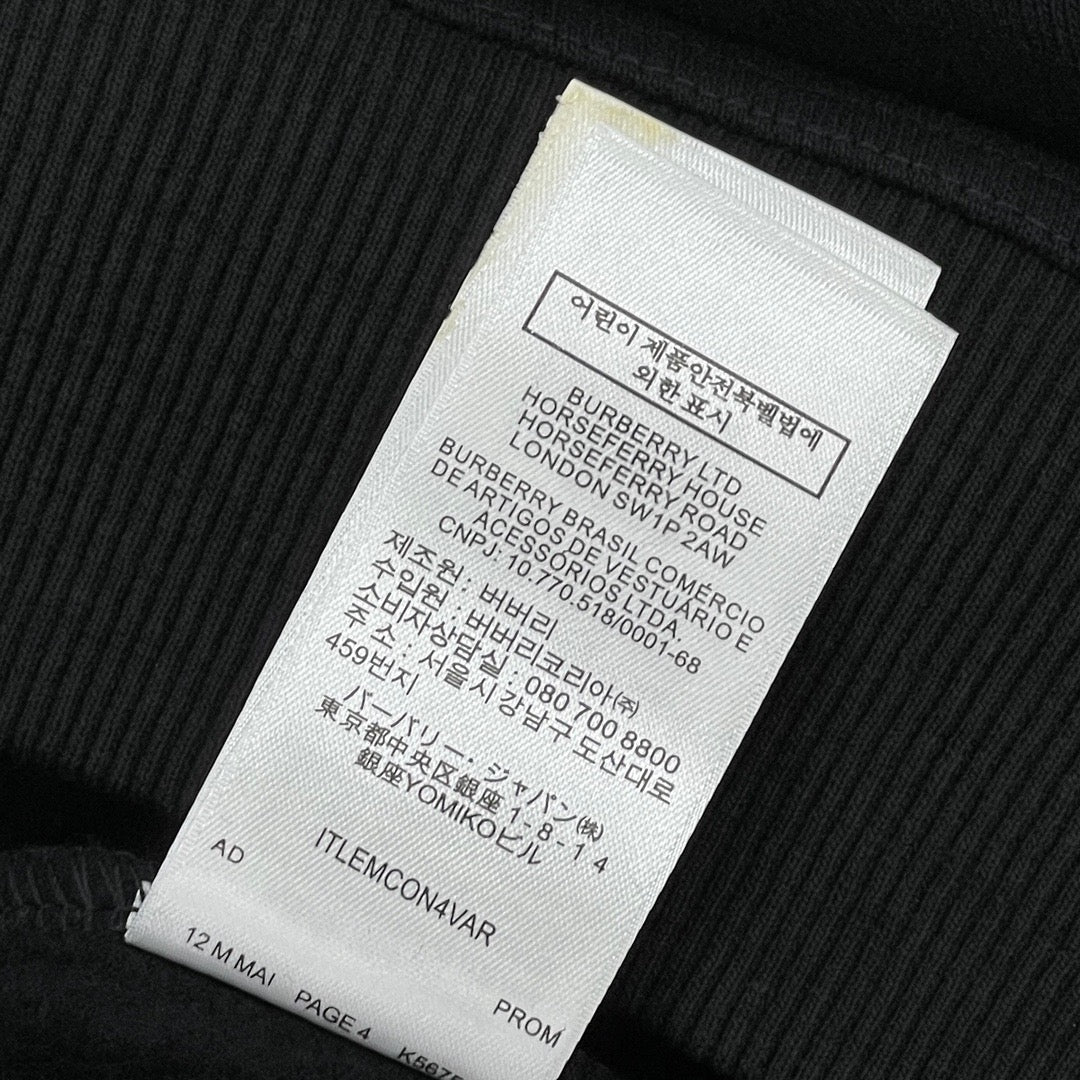 어린이 제품안전북벨법에
외한 표시
BURBERRY LTD
HORSEFERRY HOUSE
HORSEFERRY ROAD
LONDON SW1P 2AW
BURBERRY BRASIL COMÉRCIO
DE ARTIGOS DE VESTUÁRIO E
ACESSÓRIOS LTDA.
CNPJ: 10.770.518/0001-68
제조원 : 버버리
수입원 : 버버리코리아(주)
소비자상담실 : 080 700 8800
주 소 : 서울시 강남구 도산대로
459번지
バーバリー．ジャパン(株)
東京都中央区銀座 1 - 8 - 1 4
銀座YOMIKOビル
ITLEMCON4VAR
AD
12 M MAI PAGE 4 PROM